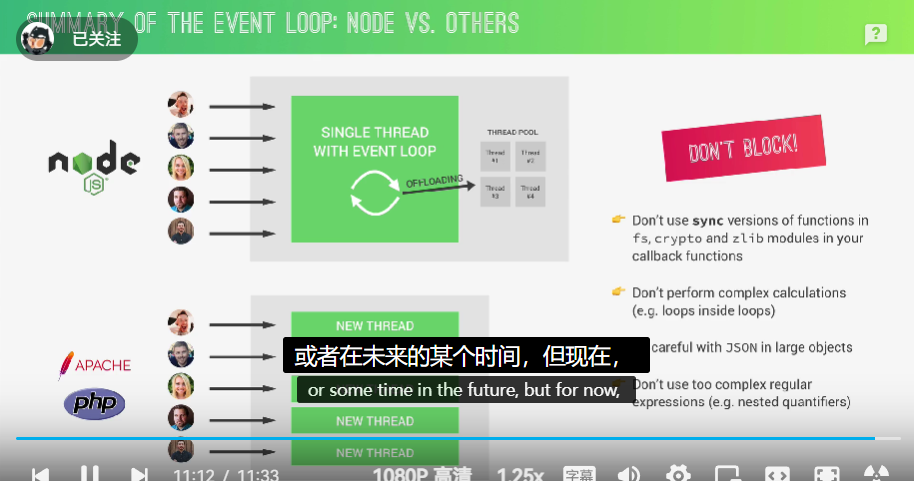 SUMMARY OF THE EVENT LOOP: NODE VS. OTHERS
已关注
?
node
JS
SINGLE THREAD
WITH EVENT LOOP
OFFLOADING
THREAD POOL
Thread
#1
Thread
#2
Thread
#3
Thread
#4
DON'T BLOCK!
Don't use sync versions of functions in
fs, crypto and zlib modules in your
callback functions
Don't perform complex calculations
(e.g. loops inside loops)
careful with JSON in large objects
Don't use too complex regular
expressions (e.g. nested quantifiers)
APACHE
php
NEW THREAD
NEW THREAD
NEW THREAD
或者在未来的某个时间，但现在，
or some time in the future, but for now,
11:12 / 11:33
1080P 高清
1.25x
字幕